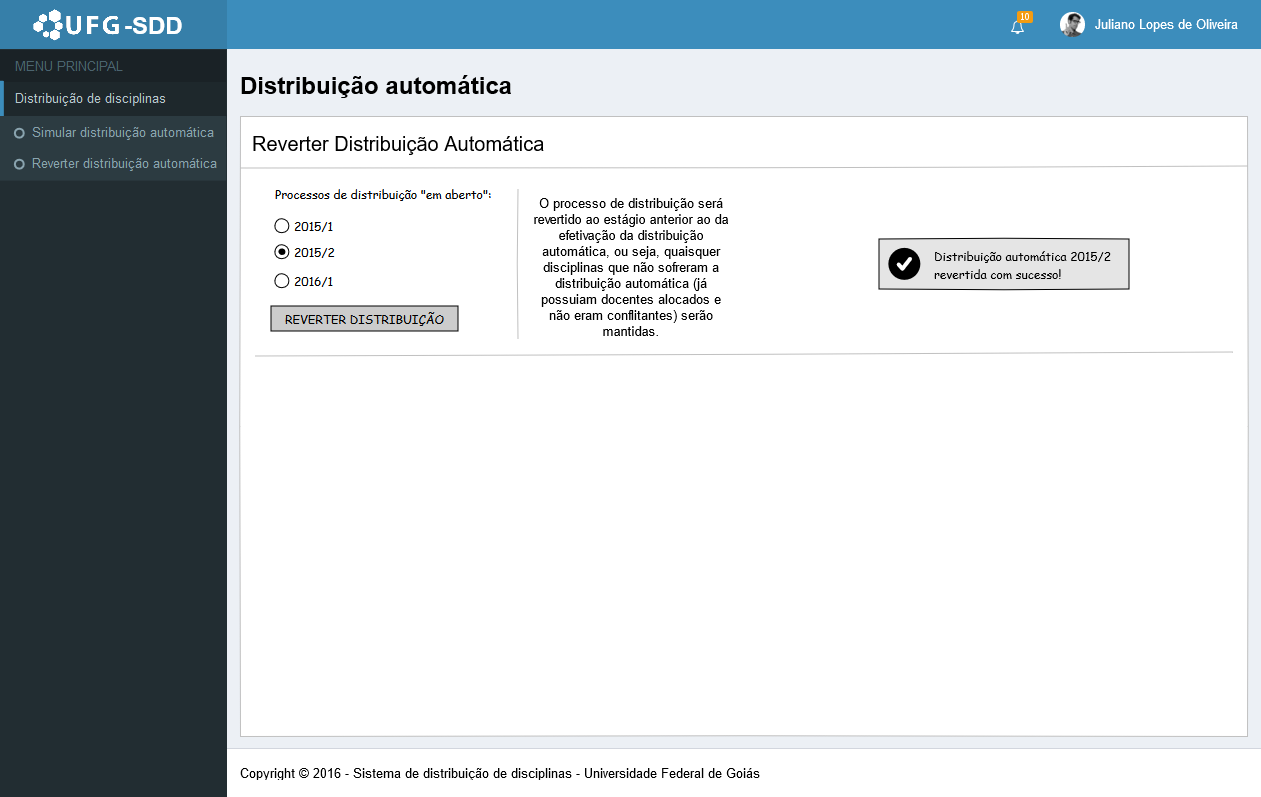 UFG-SDD
10
Juliano Lopes de Oliveira
MENU PRINCIPAL
Distribuição de disciplinas
Simular distribuição automática
Reverter distribuição automática
Distribuição automática
Reverter Distribuição Automática
Processos de distribuição "em aberto":
2015/1
2015/2
2016/1
REVERTER DISTRIBUIÇÃO
O processo de distribuição será
revertido ao estágio anterior ao da
efetivação da distribuição
automática, ou seja, quaisquer
disciplinas que não sofreram a
distribuição automática (já
possuiam docentes alocados e
não eram conflitantes) serão
mantidas.
Distribuição automática 2015/2
revertida com sucesso!
Copyright © 2016 - Sistema de distribuição de disciplinas - Universidade Federal de Goiás